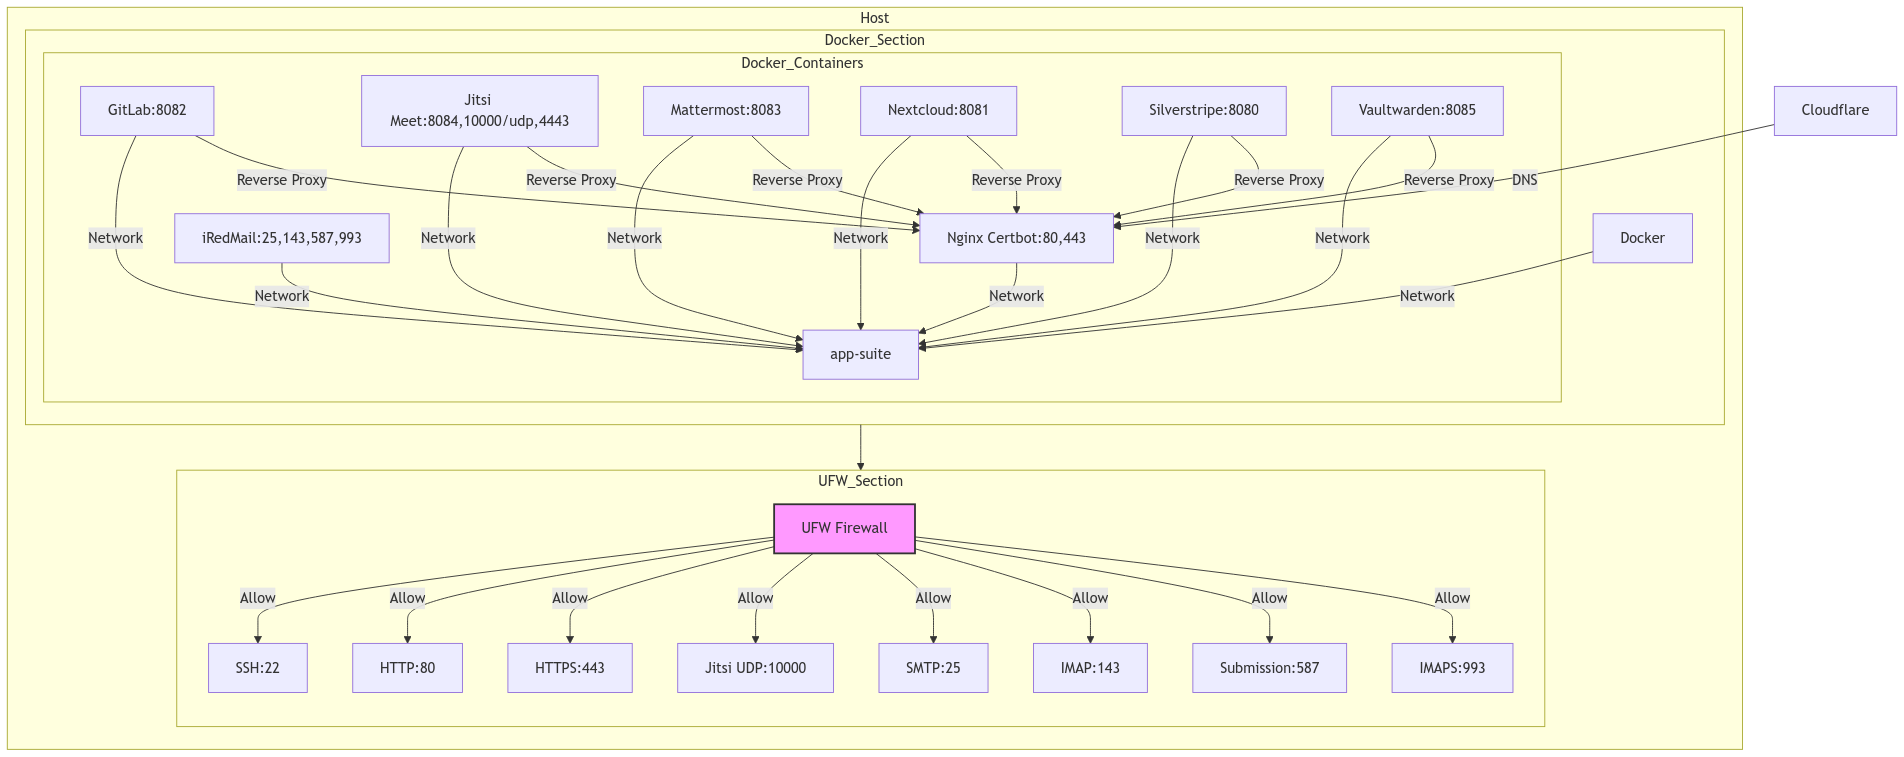 Host
Docker_Section
Docker_Containers
GitLab:8082
Jitsi
Meet:8084,10000/udp,4443
Mattermost:8083
Nextcloud:8081
Silverstripe:8080
Vaultwarden:8085
Cloudflare
Reverse Proxy
Reverse Proxy
Reverse Proxy
Reverse Proxy
Reverse Proxy
Reverse Proxy
DNS
Network
iRedMail:25,143,587,993
Network
Network
Network
Nginx Certbot:80,443
Network
Network
Docker
Network
Network
Network
app-suite
UFW_Section
UFW Firewall
Allow
Allow
Allow
Allow
Allow
Allow
Allow
Allow
SSH:22
HTTP:80
HTTPS:443
Jitsi UDP:10000
SMTP:25
IMAP:143
Submission:587
IMAPS:993